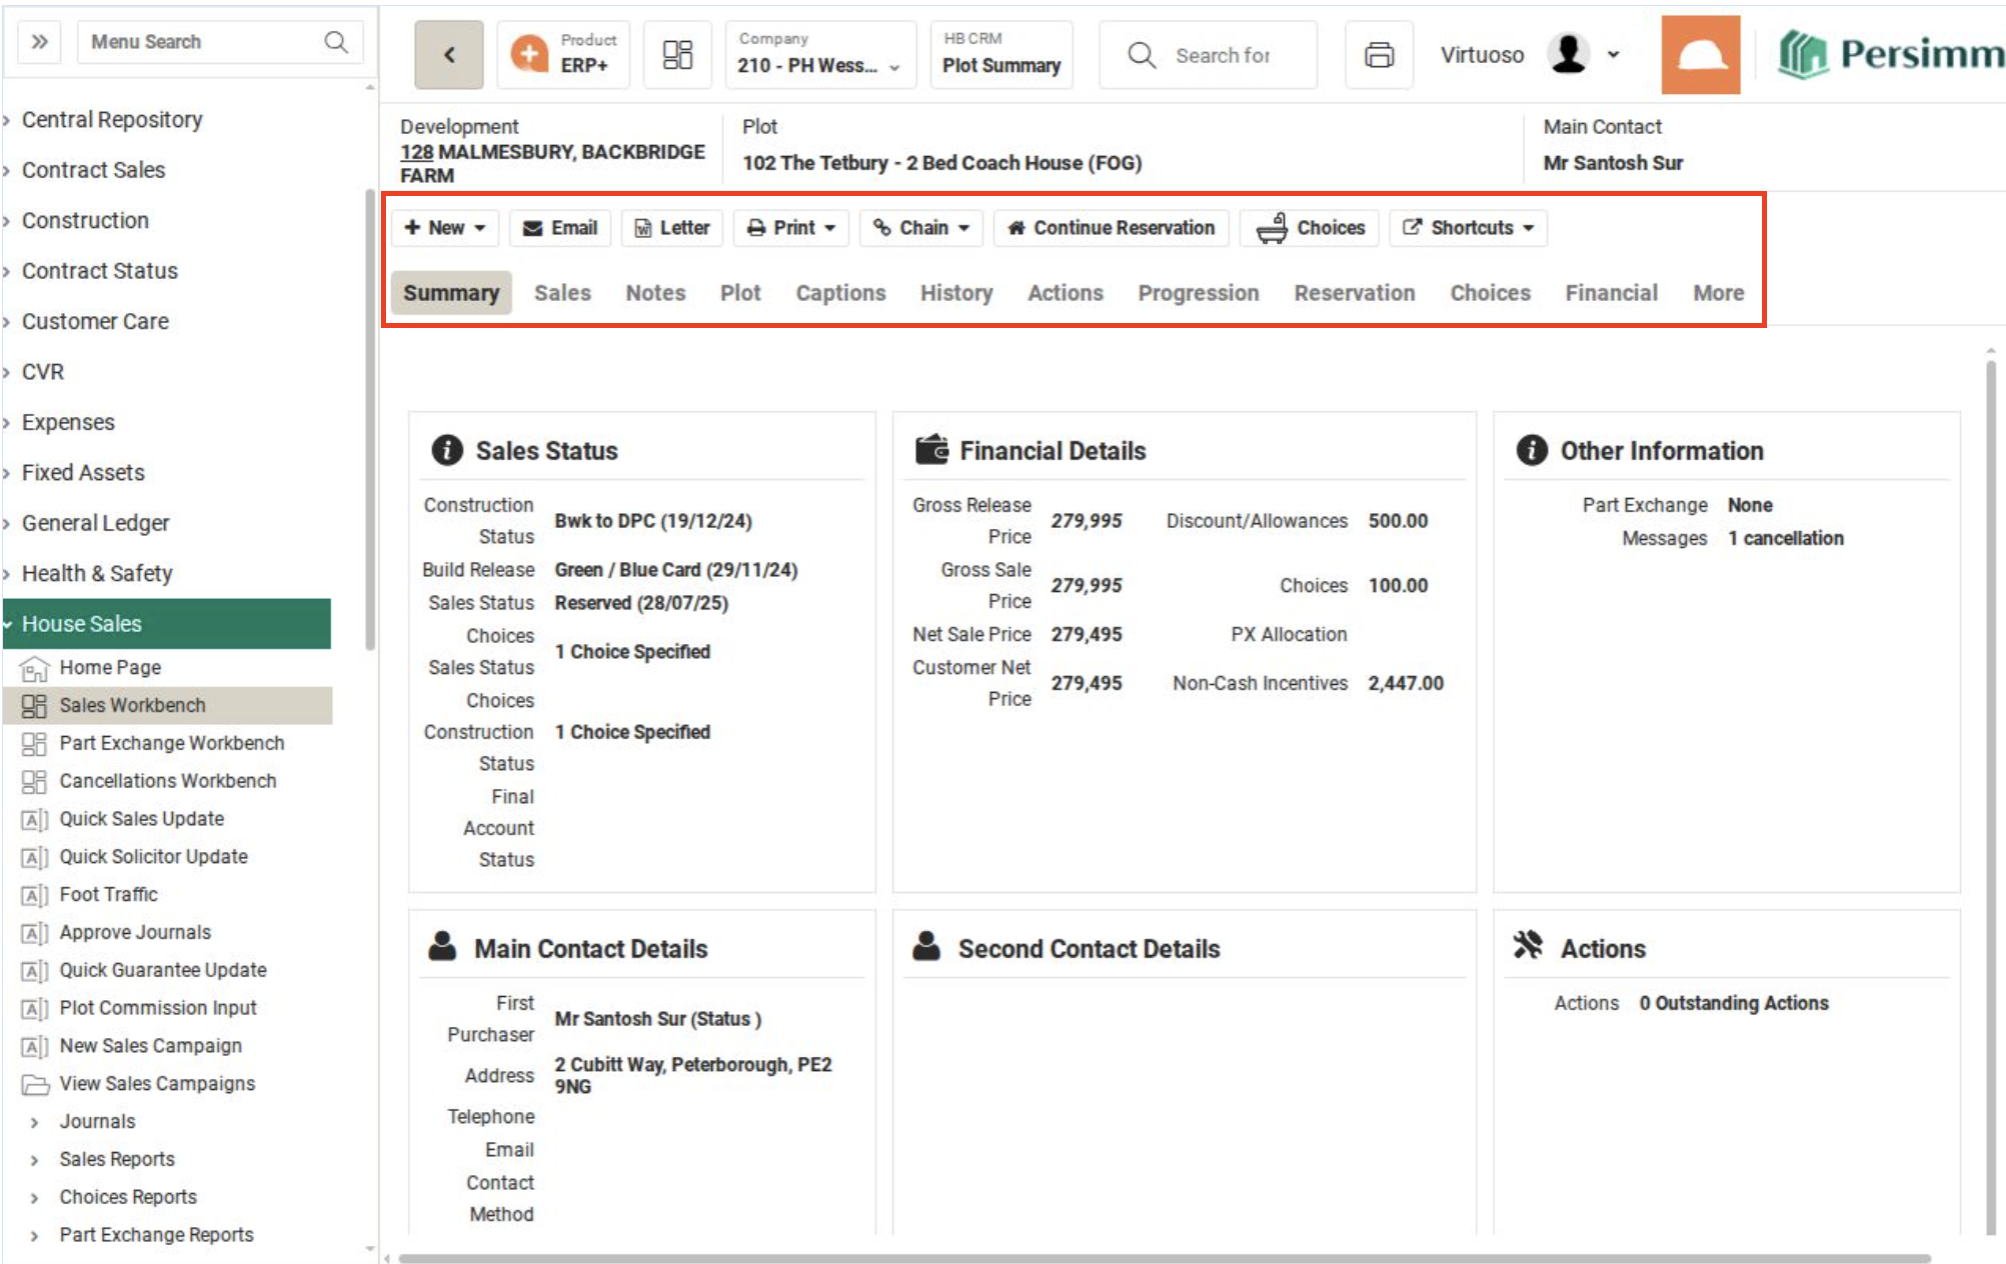 Menu Search
Central Repository
Contract Sales
Construction
Contract Status
Customer Care
CVR
Expenses
Fixed Assets
General Ledger
Health & Safety
House Sales
Home Page
Sales Workbench
Part Exchange Workbench
Cancellations Workbench
Quick Sales Update
Quick Solicitor Update
Foot Traffic
Approve Journals
Quick Guarantee Update
Plot Commission Input
New Sales Campaign
View Sales Campaigns
Journals
Sales Reports
Choices Reports
Part Exchange Reports
Product
ERP+
Company
210 - PH Wess...
HB CRM
Plot Summary
Search for
Virtuoso
Persimm
Development
128 MALMESBURY, BACKBRIDGE
FARM
Plot
102 The Tetbury - 2 Bed Coach House (FOG)
Main Contact
Mr Santosh Sur
New Email Letter Print Chain Continue Reservation Choices Shortcuts
Summary Sales Notes Plot Captions History Actions Progression Reservation Choices Financial More
Sales Status
Construction
Status
Bwk to DPC (19/12/24)
Build Release Green / Blue Card (29/11/24)
Sales Status Reserved (28/07/25)
Choices
Sales Status
1 Choice Specified
Choices
Construction
Status
1 Choice Specified
Final
Account
Status
Financial Details
Gross Release
Price
279,995
Discount/Allowances 500.00
Gross Sale
Price
279,995
Choices 100.00
Net Sale Price 279,495
PX Allocation
Customer Net
Price
279,495
Non-Cash Incentives 2,447.00
Other Information
Part Exchange None
Messages 1 cancellation
Main Contact Details
First
Purchaser
Mr Santosh Sur (Status )
Address
2 Cubitt Way, Peterborough, PE2
9NG
Telephone
Email
Contact
Method
Second Contact Details
Actions
Actions 0 Outstanding Actions